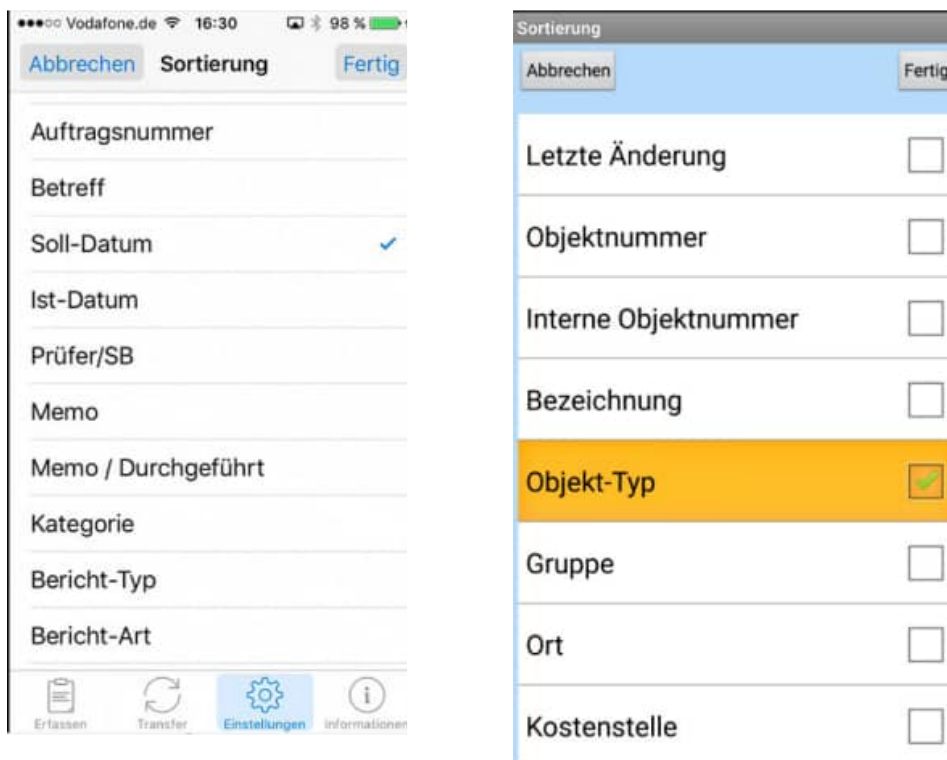 Vodafone.de 16:30 98 %
Abbrechen Sortierung Fertig
Auftragsnummer
Betreff
Soll-Datum
Ist-Datum
Prüfer/SB
Memo
Memo / Durchgeführt
Kategorie
Bericht-Typ
Bericht-Art
Erfassen Transfer Einstellungen Informationen
Sortierung
Abbrechen Fertig
Letzte Änderung
Objektnummer
Interne Objektnummer
Bezeichnung
Objekt-Typ
Gruppe
Ort
Kostenstelle